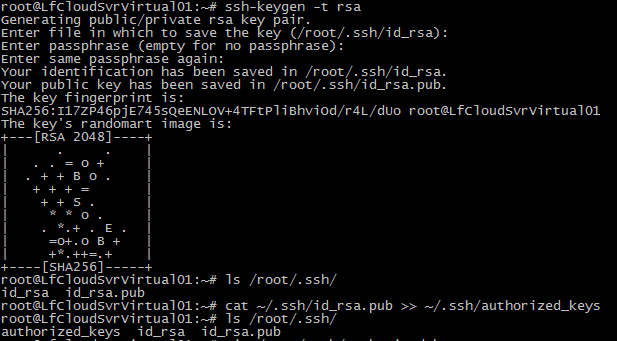 root@LfCloudSvrVirtual01:~# ssh-keygen -t rsa
Generating public/private rsa key pair.
Enter file in which to save the key (/root/.ssh/id_rsa):
Enter passphrase (empty for no passphrase):
Enter same passphrase again:
Your identification has been saved in /root/.ssh/id_rsa.
Your public key has been saved in /root/.ssh/id_rsa.pub.
The key fingerprint is:
SHA256:I17ZP46pjE745sQeENLOV+4TFtPliBhviOd/r4L/dUo root@LfCloudSvrVirtual01
The key's randomart image is:
+---[RSA 2048]----+
|      .     .    |
|   . . = o +     |
|  . + + B o .    |
|   + + + =       |
|    + + S .      |
|     * * o .     |
|    . *.+ . E .  |
|     =o+.o B +   |
|     +*.++=.+    |
+----[SHA256]-----+
root@LfCloudSvrVirtual01:~# ls /root/.ssh/
id_rsa  id_rsa.pub
root@LfCloudSvrVirtual01:~# cat ~/.ssh/id_rsa.pub >> ~/.ssh/authorized_keys
root@LfCloudSvrVirtual01:~# ls /root/.ssh/
authorized_keys  id_rsa  id_rsa.pub